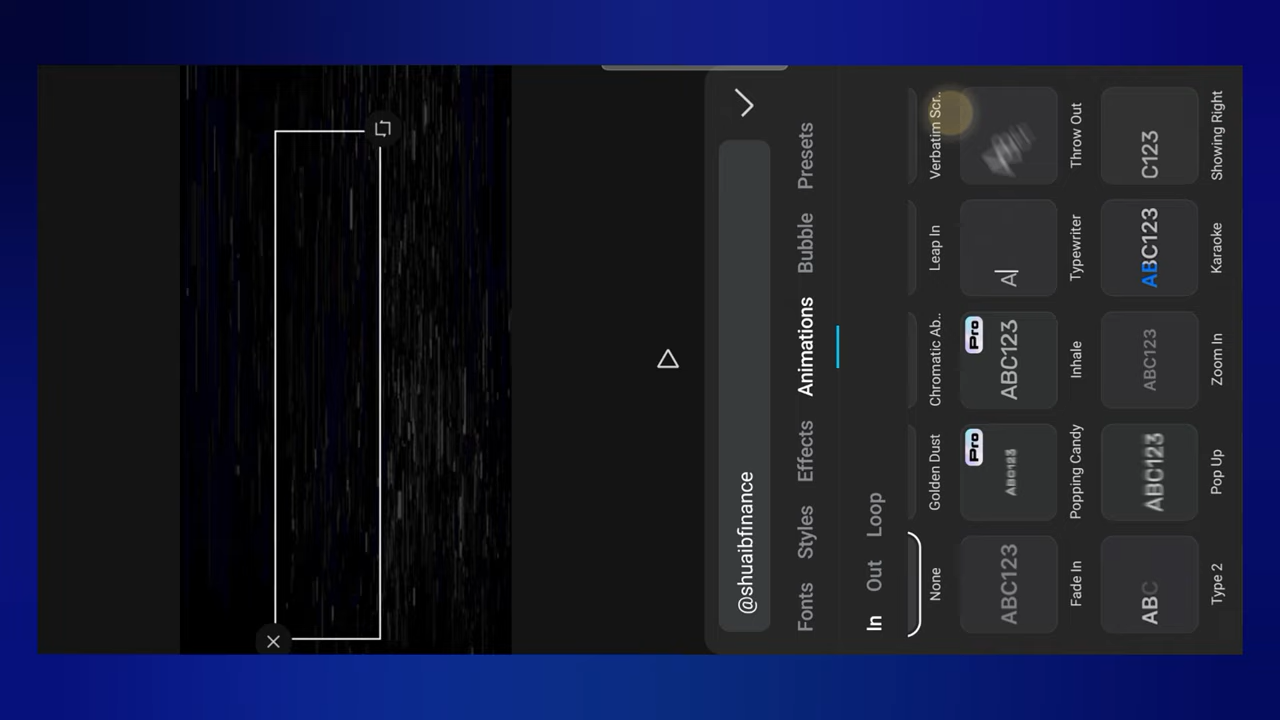 @shuaibfinance
Fonts Styles Effects Animations Bubble Presets
In Out Loop
None Golden Dust Chromatic Ab.. Leap In Verbatim Scr..
ABC123 Pro ABG123 Pro ABC123 A
Fade In Popping Candy Inhale Typewriter Throw Out
ABC ABC123 ABC123 ABC123 C123
Type 2 Pop Up Zoom In Karaoke Showing Right